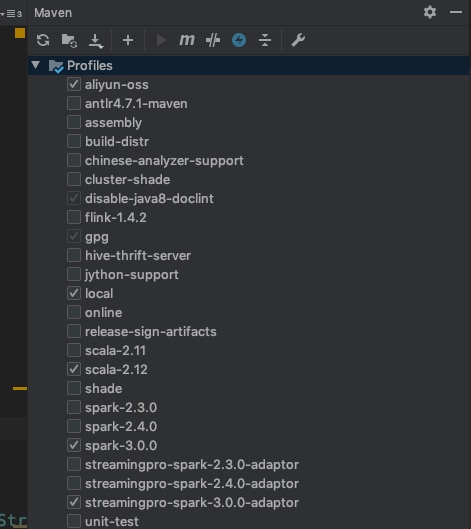 Maven
Profiles
aliyun-oss
antlr4.7.1-maven
assembly
build-distr
chinese-analyzer-support
cluster-shade
disable-java8-doclint
flink-1.4.2
gpg
hive-thrift-server
jython-support
local
online
release-sign-artifacts
scala-2.11
scala-2.12
shade
spark-2.3.0
spark-2.4.0
spark-3.0.0
streamingpro-spark-2.3.0-adaptor
streamingpro-spark-2.4.0-adaptor
streamingpro-spark-3.0.0-adaptor
Str
unit-test